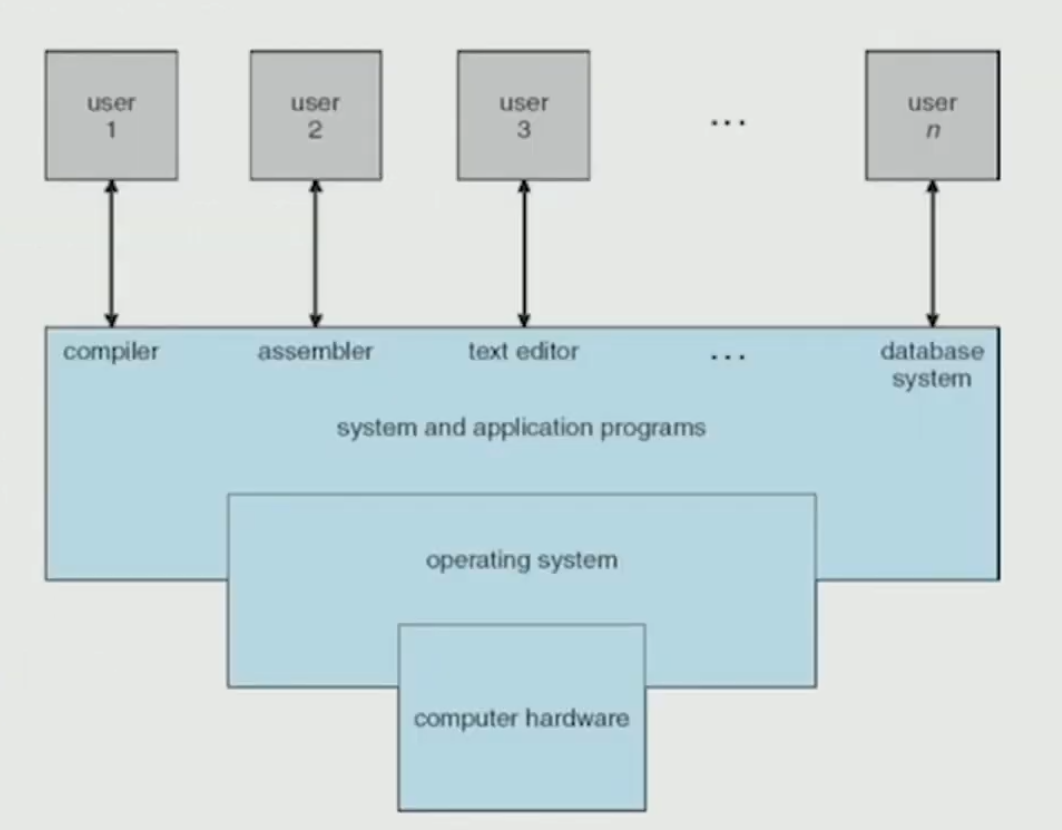 user
1
user
2
user
3
...
user
n
compiler
assembler
text editor
...
database
system
system and application programs
operating system
computer hardware